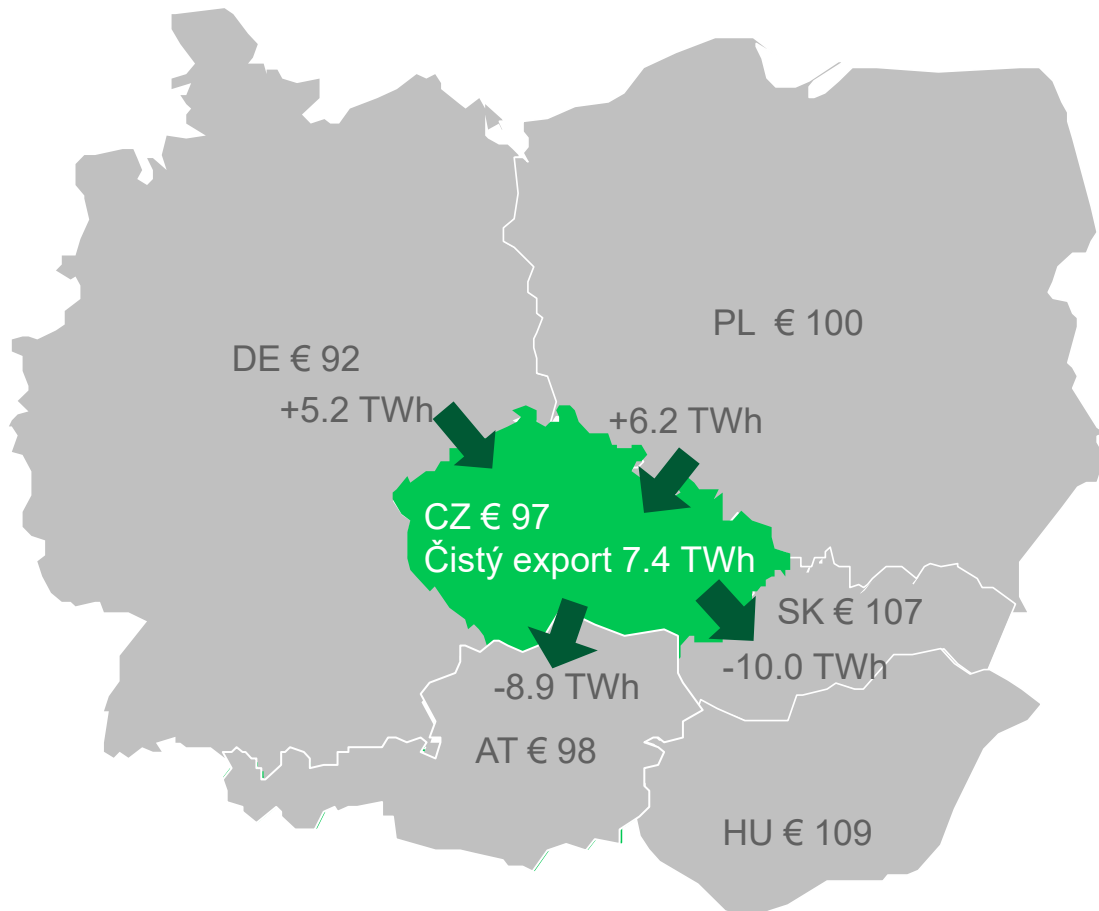 PL € 100
DE € 92
+5.2 TWh
+6.2 TWh
CZ € 97
Čistý export 7.4 TWh
SK € 107
-10.0 TWh
-8.9 TWh
AT € 98
HU € 109